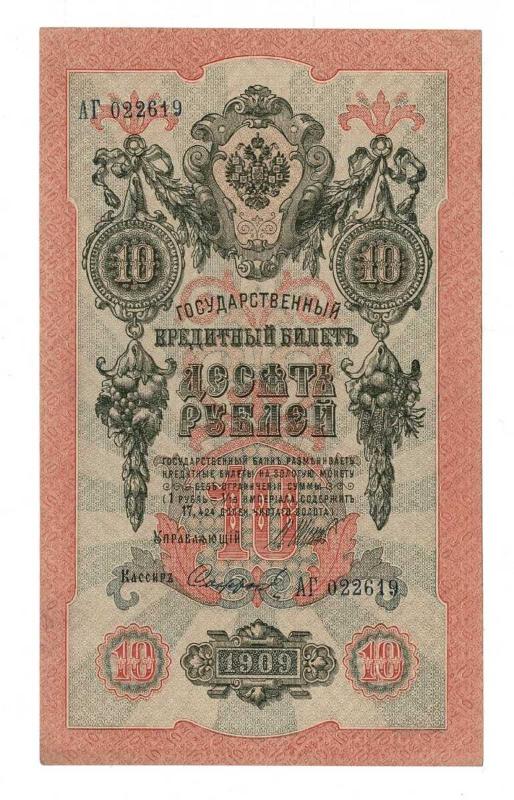 АГ 022619
10 10
ГОСУДАРСТВЕННЫЙ
КРЕДИТНЫЙ БИЛЕТЪ
ДЕСЯТЬ
РУБЛЕЙ
ГОСУДАРСТВЕННЫЙ БАНКЪ РАЗМѢНИВАЕТЪ
КРЕДИТНЫЕ БИЛЕТЫ НА ЗОЛОТУЮ МОНЕТУ
БЕЗЪ ОГРАНИЧЕНІЯ СУММЫ
(1 РУБЛЬ = 1/15 ИМПЕРІАЛА, СОДЕРЖИТЪ
17,424 ДОЛЕЙ ЧИСТАГО ЗОЛОТА)
10
УПРАВЛЯЮЩІЙ
КАССИРЪ
АГ 022619
10 1909 10